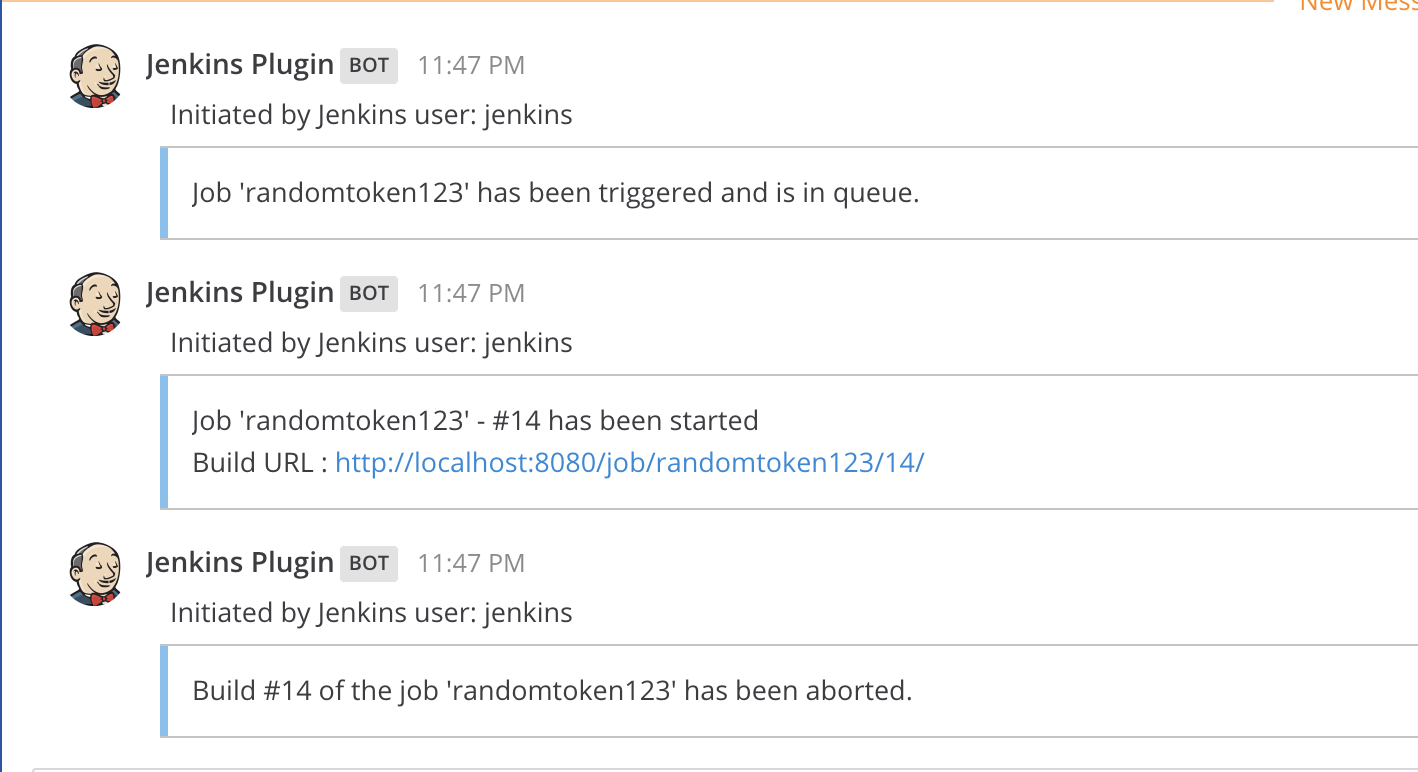 New Mess
Jenkins Plugin BOT 11:47 PM
Initiated by Jenkins user: jenkins
Job 'randomtoken123' has been triggered and is in queue.
Jenkins Plugin BOT 11:47 PM
Initiated by Jenkins user: jenkins
Job 'randomtoken123' - #14 has been started
Build URL : http://localhost:8080/job/randomtoken123/14/
Jenkins Plugin BOT 11:47 PM
Initiated by Jenkins user: jenkins
Build #14 of the job 'randomtoken123' has been aborted.